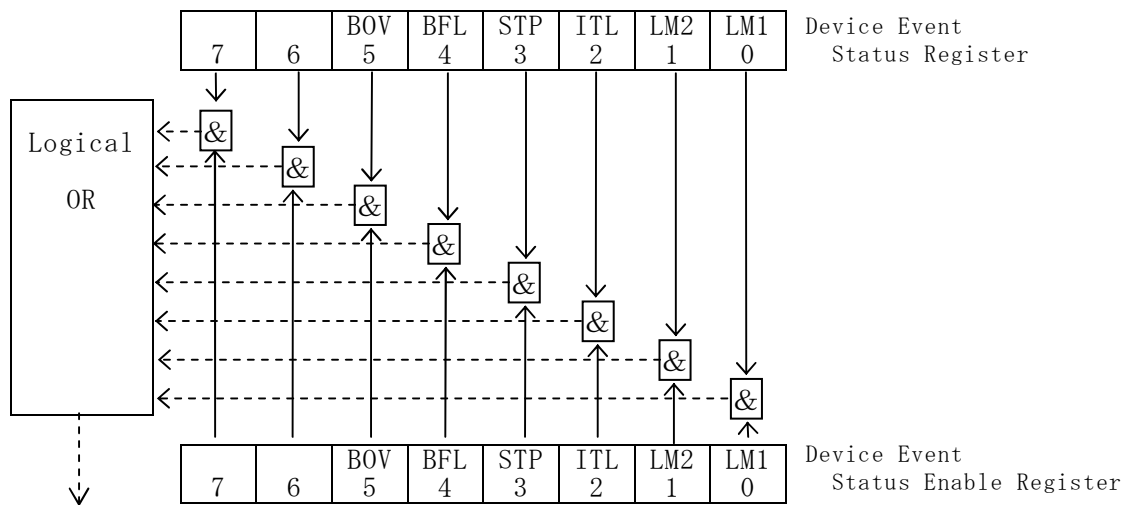 BOV BFL STP ITL LM2 LM1
7 6 5 4 3 2 1 0
Device Event
Status Register
Logical
OR
&
&
&
&
&
&
&
&
BOV BFL STP ITL LM2 LM1
7 6 5 4 3 2 1 0
Device Event
Status Enable Register